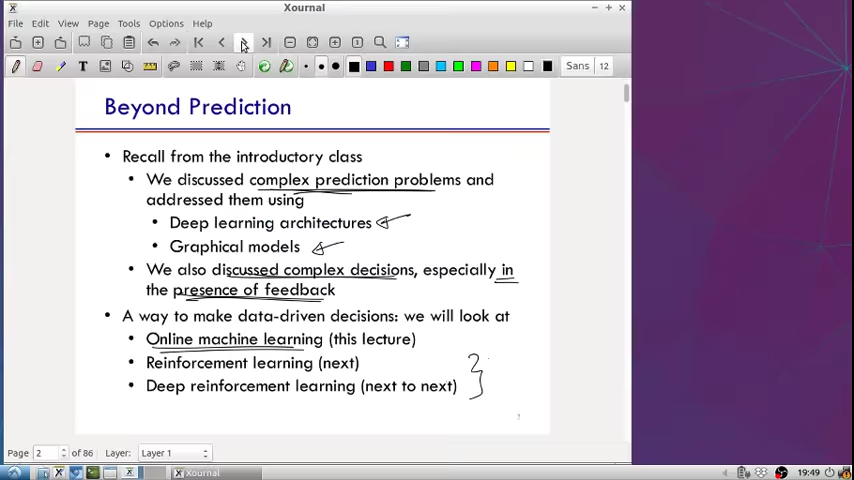 Xournal
File Edit View Page Tools Options Help
Sans 12
Beyond Prediction
• Recall from the introductory class
• We discussed complex prediction problems and
addressed them using
• Deep learning architectures
• Graphical models
• We also discussed complex decisions, especially in
the presence of feedback
• A way to make data-driven decisions: we will look at
• Online machine learning (this lecture)
• Reinforcement learning (next)
• Deep reinforcement learning (next to next)
Page 2 of 86 Layer: Layer 1
Xournal 19:49